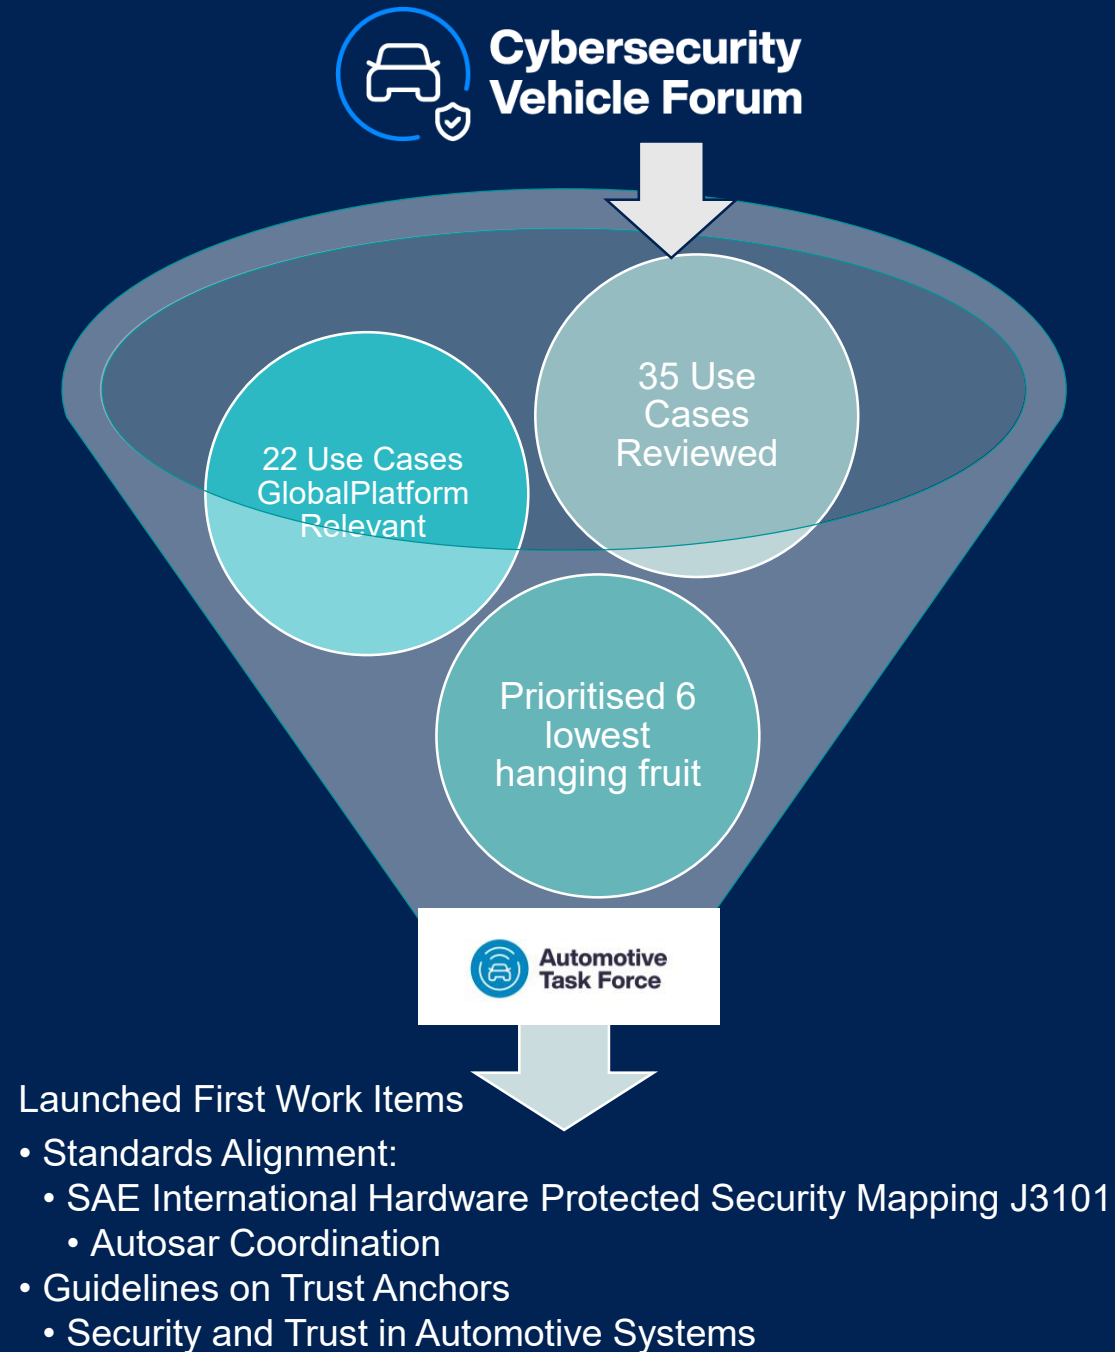 Cybersecurity
Vehicle Forum
35 Use
Cases
Reviewed
22 Use Cases
GlobalPlatform
Relevant
Prioritised 6
lowest
hanging fruit
Automotive
Task Force
Launched First Work Items
• Standards Alignment:
• SAE International Hardware Protected Security Mapping J3101
• Autosar Coordination
• Guidelines on Trust Anchors
• Security and Trust in Automotive Systems